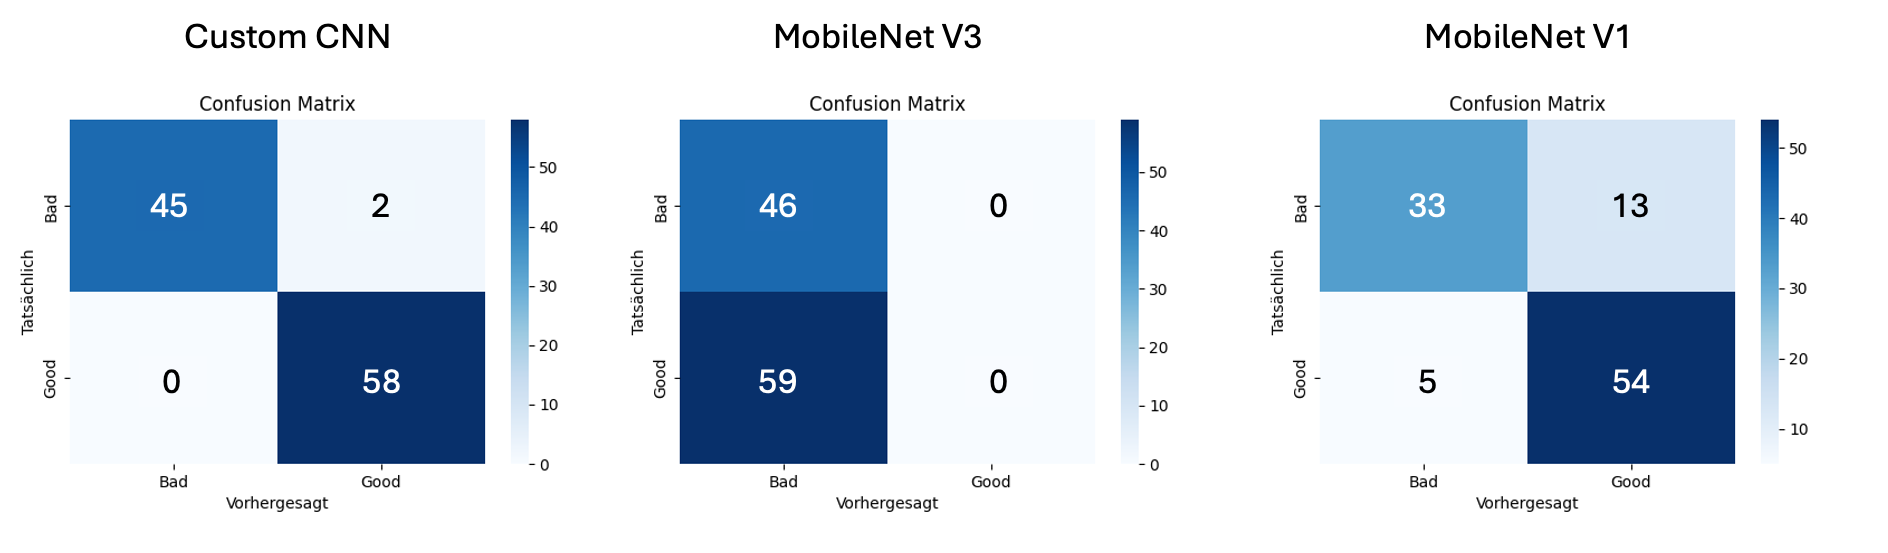 Custom CNN
MobileNet V3
MobileNet V1
Confusion Matrix
Tatsächlich
Bad
Good
45
2
0
58
50
40
30
20
10
0
Bad
Good
Vorhergesagt
Confusion Matrix
Tatsächlich
Bad
Good
46
0
59
0
50
40
30
20
10
0
Bad
Good
Vorhergesagt
Confusion Matrix
Tatsächlich
Bad
Good
33
13
5
54
50
40
30
20
10
Bad
Good
Vorhergesagt